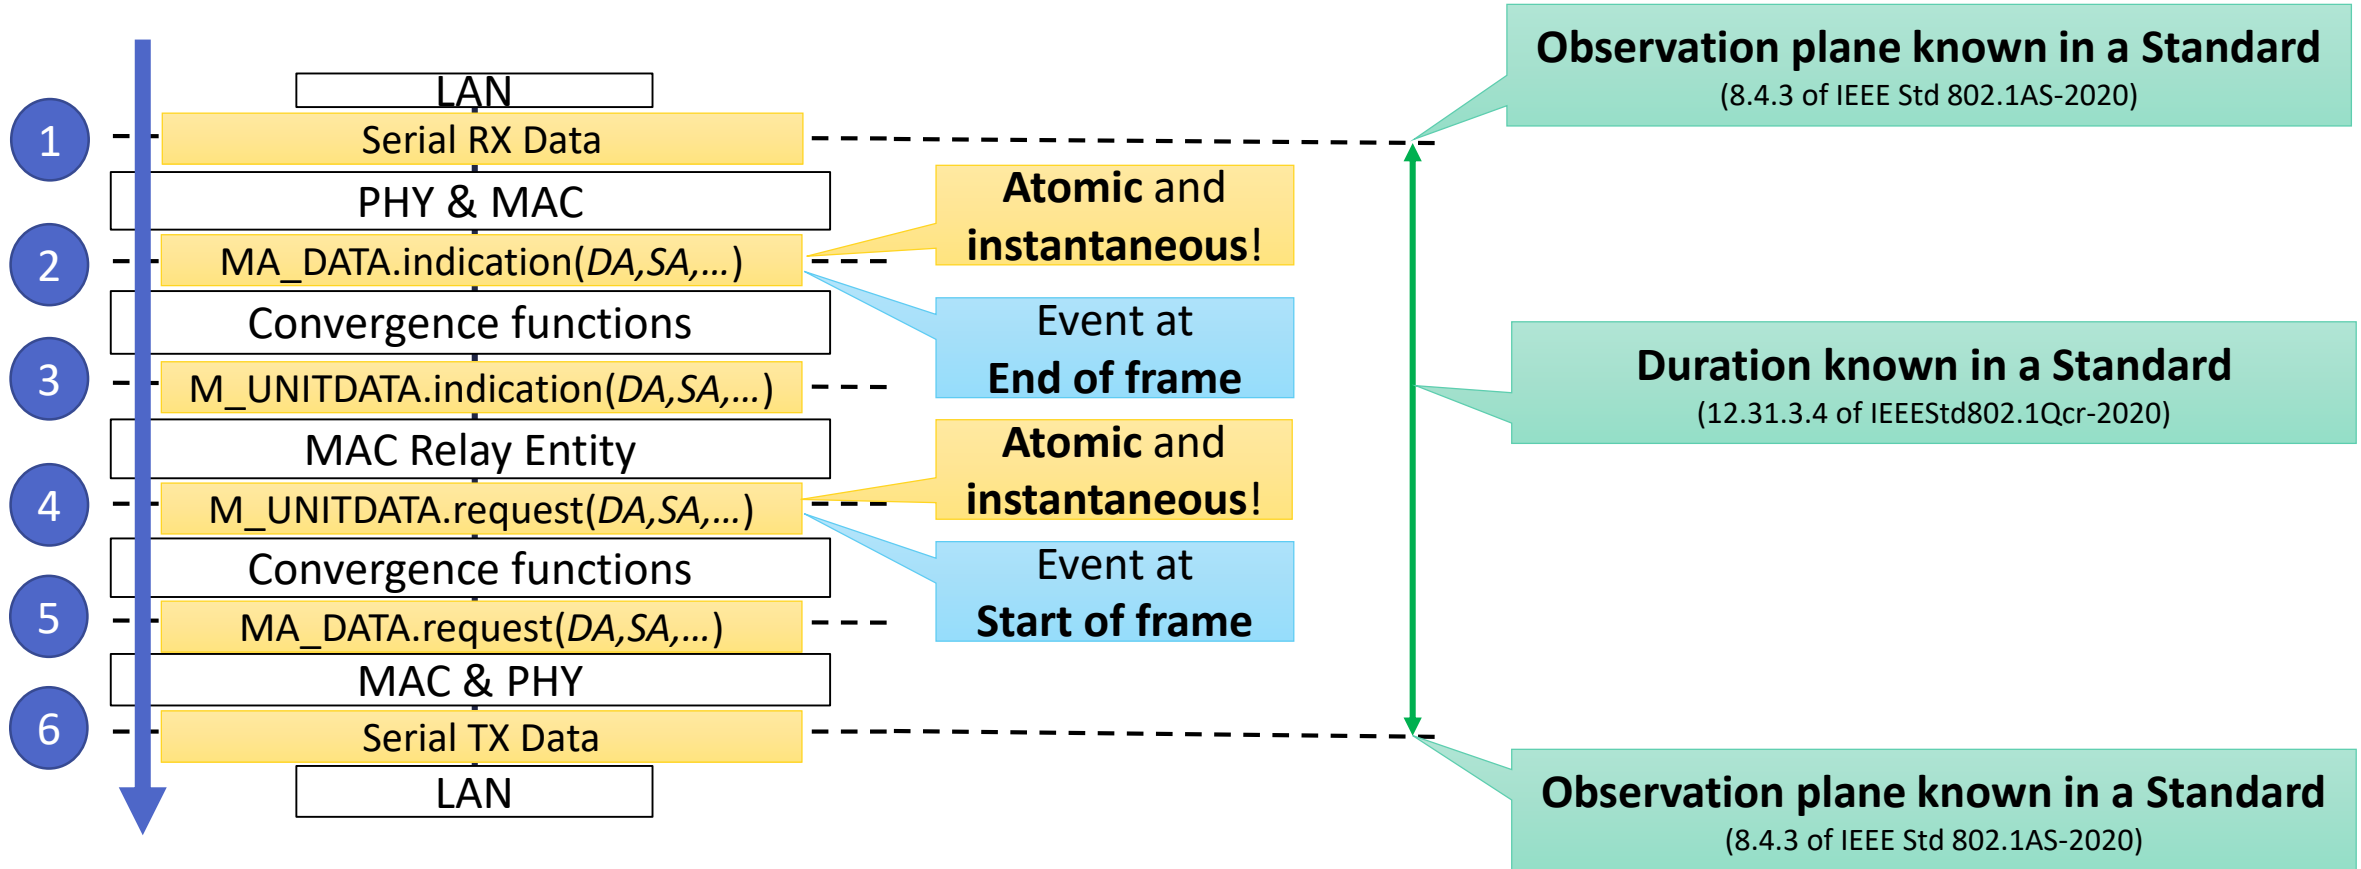 LAN
1
Serial RX Data
PHY & MAC
2
MA_DATA.indication(DA,SA,...)
Convergence functions
3
M_UNITDATA.indication(DA,SA,...)
MAC Relay Entity
4
M_UNITDATA.request(DA,SA,...)
Convergence functions
5
MA_DATA.request(DA,SA,...)
MAC & PHY
6
Serial TX Data
LAN
Atomic and
instantaneous!
Event at
End of frame
Atomic and
instantaneous!
Event at
Start of frame
Observation plane known in a Standard
(8.4.3 of IEEE Std 802.1AS-2020)
Duration known in a Standard
(12.31.3.4 of IEEEStd802.1Qcr-2020)
Observation plane known in a Standard
(8.4.3 of IEEE Std 802.1AS-2020)